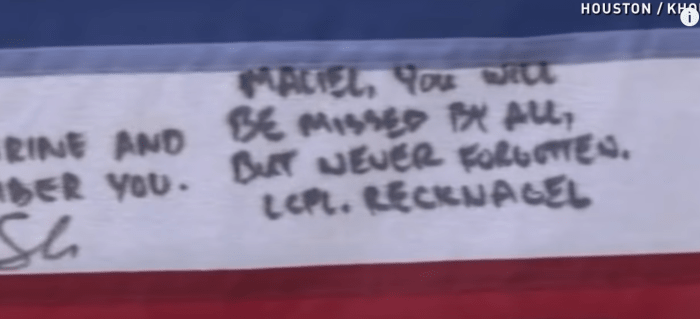 HOUSTON / KHO
MACIEL, YOU WILL
BE MISSED BY ALL,
BUT NEVER FORGOTTEN.
LCPL. RECKNAGEL
RINE AND
BER YOU.